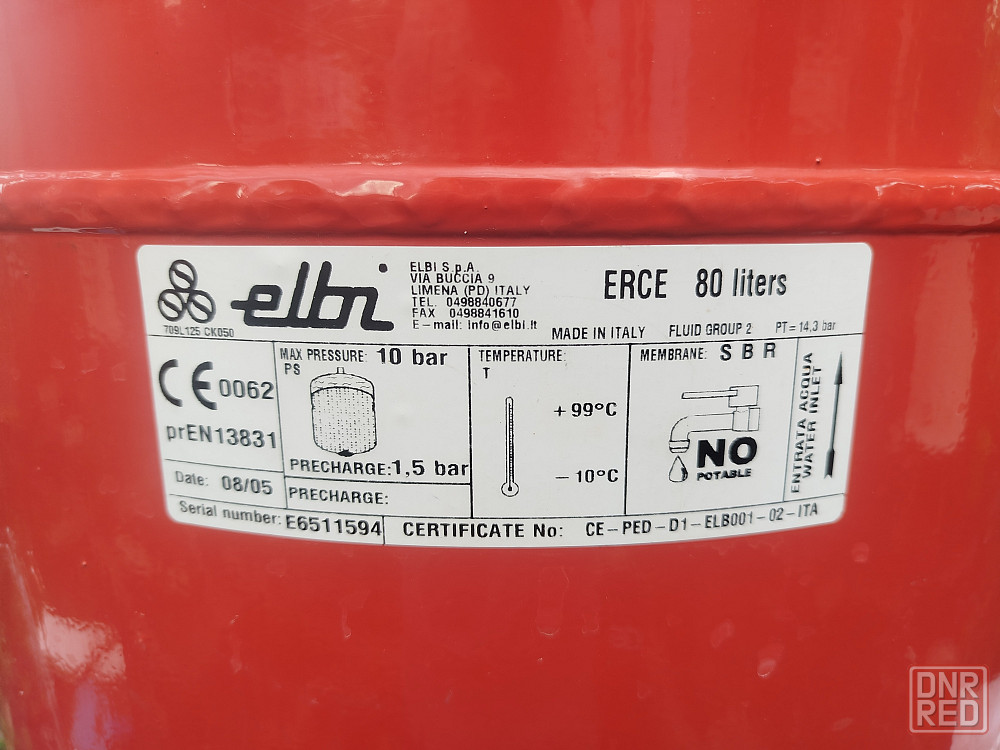 elbi
709L125 CK050
ELBI S.p.A.
VIA BUCCIA 9
LIMENA (PD) ITALY
TEL. 0498840677
FAX 0498841610
E-mail: Info@elbi.it
ERCE 80 liters
MADE IN ITALY FLUID GROUP 2 PT = 14,3 bar
CE 0062
prEN13831
Date: 08/05
Serial number: E6511594
MAX PRESSURE: 10 bar
PS
PRECHARGE: 1,5 bar
PRECHARGE:
TEMPERATURE:
T
+ 99°C
- 10°C
MEMBRANE: S B R
NO
POTABLE
ENTRATA ACQUA
WATER INLET
CERTIFICATE No: CE-PED-D1-ELB001-02-ITA
DNR
RED